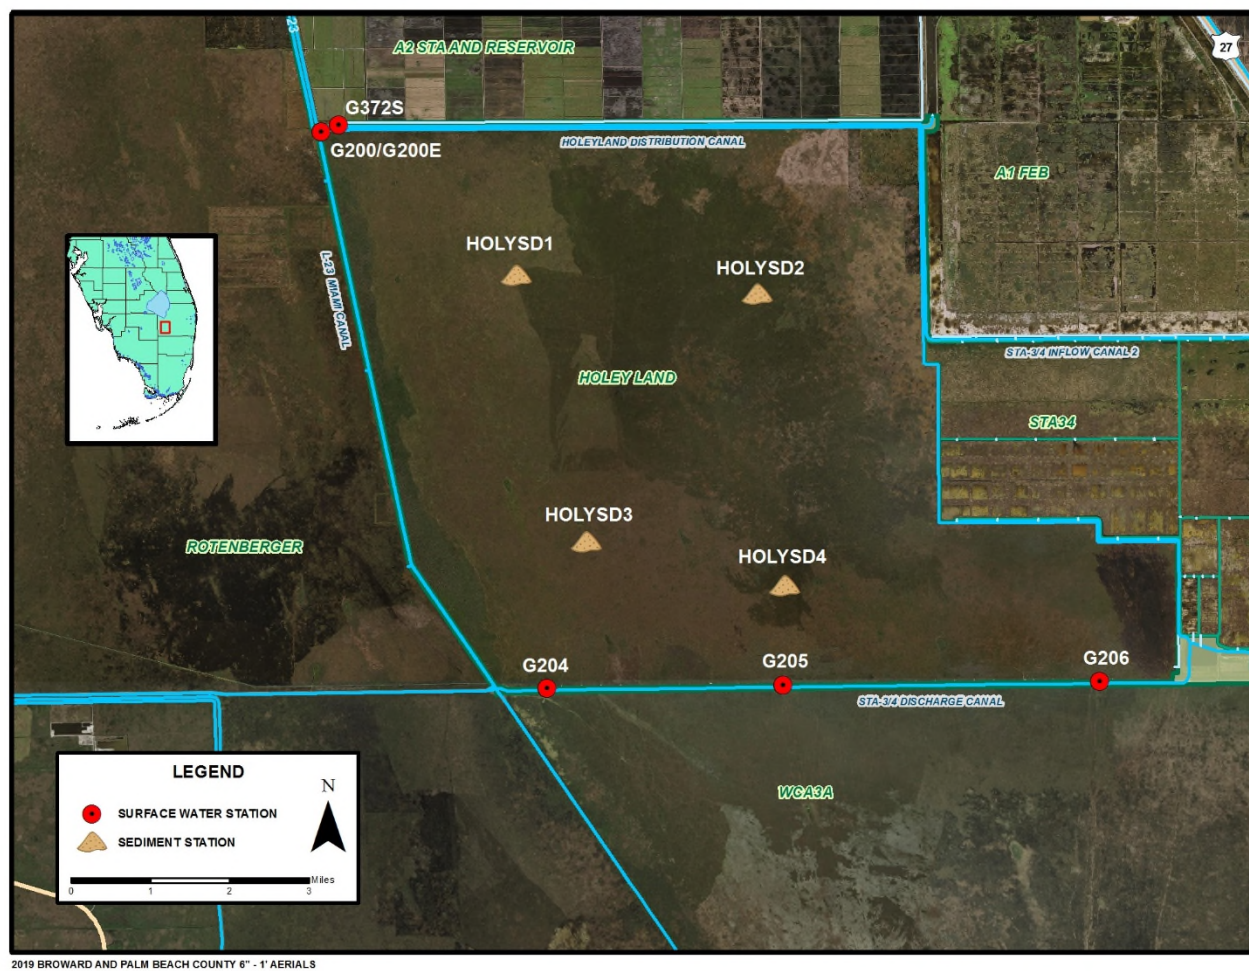 L-23
A2 STA AND RESERVOIR
27
G372S
G200/G200E
HOLEYLAND DISTRIBUTION CANAL
A1 FEB
HOLYSD1
HOLYSD2
L-23 MIAMI CANAL
STA-3/4 INFLOW CANAL 2
HOLEY LAND
STA34
HOLYSD3
ROTENBERGER
HOLYSD4
G204
G205
G206
STA-3/4 DISCHARGE CANAL
WCA3A
LEGEND
N
SURFACE WATER STATION
SEDIMENT STATION
Miles
0 1 2 3
2019 BROWARD AND PALM BEACH COUNTY 6" - 1' AERIALS